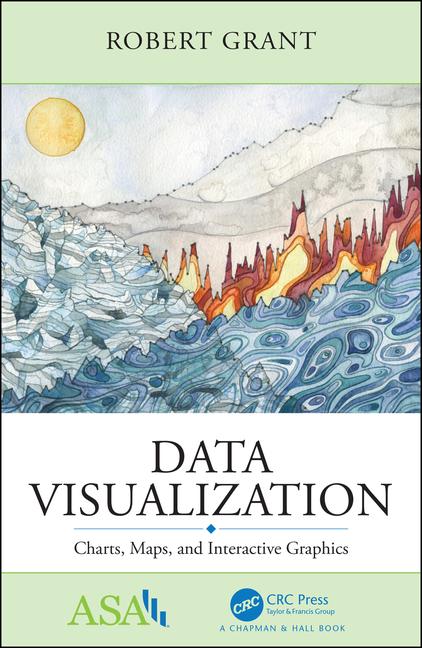 ROBERT GRANT
DATA
VISUALIZATION
Charts, Maps, and Interactive Graphics
ASA
CRC CRC Press
Taylor & Francis Group
A CHAPMAN & HALL BOOK